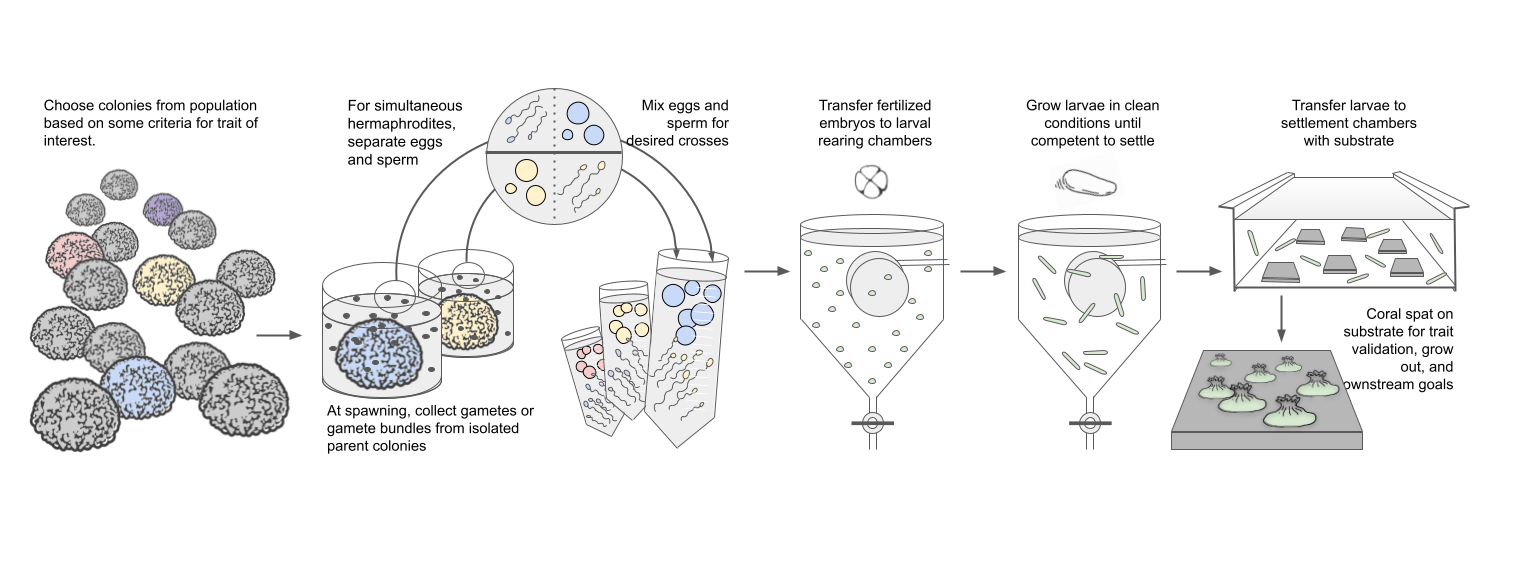 Choose colonies from population
based on some criteria for trait of
interest.
For simultaneous
hermaphrodites,
separate eggs
and sperm
Mix eggs and
sperm for
desired crosses
At spawning, collect gametes or
gamete bundles from isolated
parent colonies
Transfer fertilized
embryos to larval
rearing chambers
Grow larvae in clean
conditions until
competent to settle
Transfer larvae to
settlement chambers
with substrate
Coral spat on
substrate for trait
validation, grow
out, and
ownstream goals